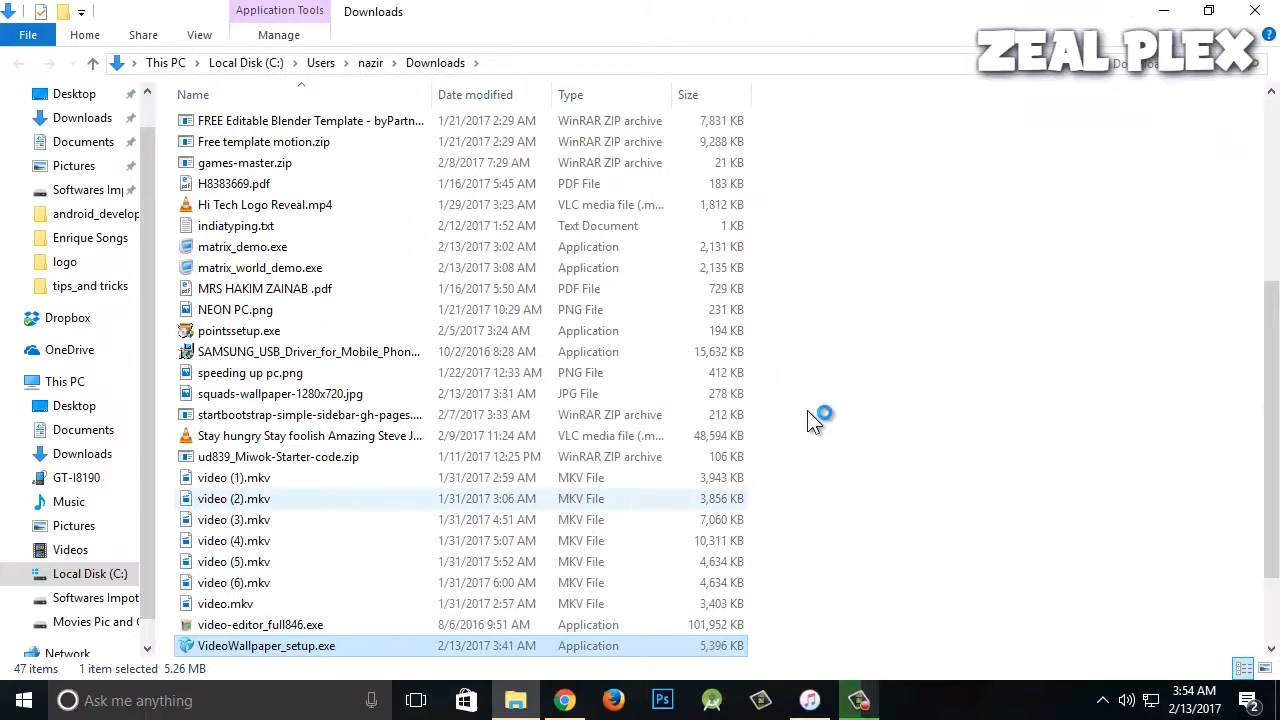 Application Tools
Downloads
File
Home
Share
View
Manage
ZEAL PLEX
This PC
Local Disk (C:)
Users
nazir
Downloads
Name
Date modified
Type
Size
Desktop
Downloads
Documents
Pictures
Softwares Imp
android_develop
Enrique Songs
logo
tips_and tricks
Dropbox
OneDrive
This PC
Desktop
Documents
Downloads
GT-I8190
Music
Pictures
Videos
Local Disk (C:)
Softwares Impot
Movies Pic and
Network
FREE Editable Blender Template - byPartn... 1/21/2017 2:29 AM WinRAR ZIP archive 7,831 KB
Free template motion.zip 1/21/2017 2:29 AM WinRAR ZIP archive 9,288 KB
games-master.zip 2/8/2017 7:29 AM WinRAR ZIP archive 21 KB
H8383669.pdf 1/16/2017 5:45 AM PDF File 183 KB
Hi Tech Logo Reveal.mp4 1/29/2017 3:23 AM VLC media file (.m... 1,812 KB
indiatyping.txt 2/12/2017 1:52 AM Text Document 1 KB
matrix_demo.exe 2/13/2017 3:02 AM Application 2,131 KB
matrix_world_demo.exe 2/13/2017 3:08 AM Application 2,135 KB
MRS HAKIM ZAINAB .pdf 1/16/2017 5:50 AM PDF File 729 KB
NEON PC.png 1/21/2017 10:29 AM PNG File 231 KB
pointssetup.exe 2/5/2017 3:24 AM Application 194 KB
SAMSUNG_USB_Driver_for_Mobile_Phon... 10/2/2016 8:28 AM Application 15,632 KB
speeding up pc.png 1/22/2017 12:33 AM PNG File 412 KB
squads-wallpaper-1280x720.jpg 2/13/2017 3:31 AM JPG File 278 KB
startbootstrap-simple-sidebar-gh-pages.... 2/7/2017 3:33 AM WinRAR ZIP archive 212 KB
Stay hungry Stay foolish Amazing Steve J... 2/9/2017 11:24 AM VLC media file (.m... 48,594 KB
ud839_Miwok-Starter-code.zip 1/11/2017 12:25 PM WinRAR ZIP archive 106 KB
video (1).mkv 1/31/2017 2:59 AM MKV File 3,943 KB
video (2).mkv 1/31/2017 3:06 AM MKV File 3,856 KB
video (3).mkv 1/31/2017 4:51 AM MKV File 7,060 KB
video (4).mkv 1/31/2017 5:07 AM MKV File 10,311 KB
video (5).mkv 1/31/2017 5:52 AM MKV File 4,634 KB
video (6).mkv 1/31/2017 6:00 AM MKV File 4,634 KB
video.mkv 1/31/2017 2:57 AM MKV File 3,403 KB
video-editor_full846.exe 8/6/2016 9:51 AM Application 101,952 KB
VideoWallpaper_setup.exe 2/13/2017 3:41 AM Application 5,396 KB
47 items
1 item selected 5.26 MB
Ask me anything
Ps
3:54 AM
2/13/2017
2